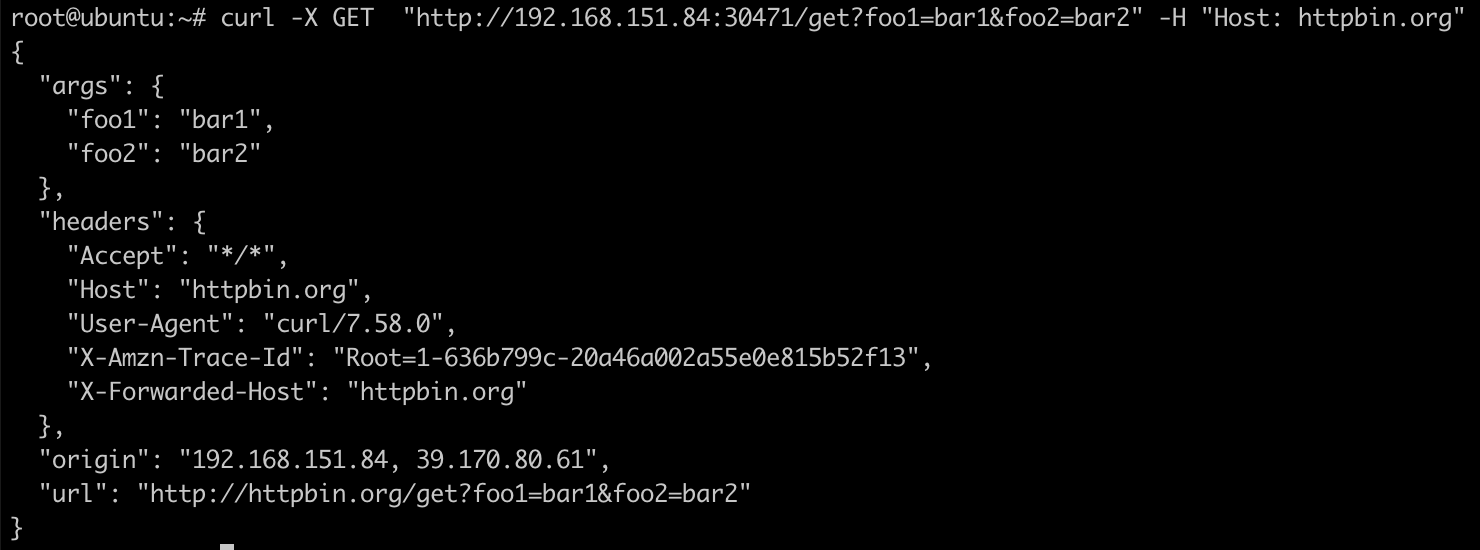 root@ubuntu:~# curl -X GET  "http://192.168.151.84:30471/get?foo1=bar1&foo2=bar2" -H "Host: httpbin.org"
{
  "args": {
    "foo1": "bar1",
    "foo2": "bar2"
  },
  "headers": {
    "Accept": "*/*",
    "Host": "httpbin.org",
    "User-Agent": "curl/7.58.0",
    "X-Amzn-Trace-Id": "Root=1-636b799c-20a46a002a55e0e815b52f13",
    "X-Forwarded-Host": "httpbin.org"
  },
  "origin": "192.168.151.84, 39.170.80.61",
  "url": "http://httpbin.org/get?foo1=bar1&foo2=bar2"
}